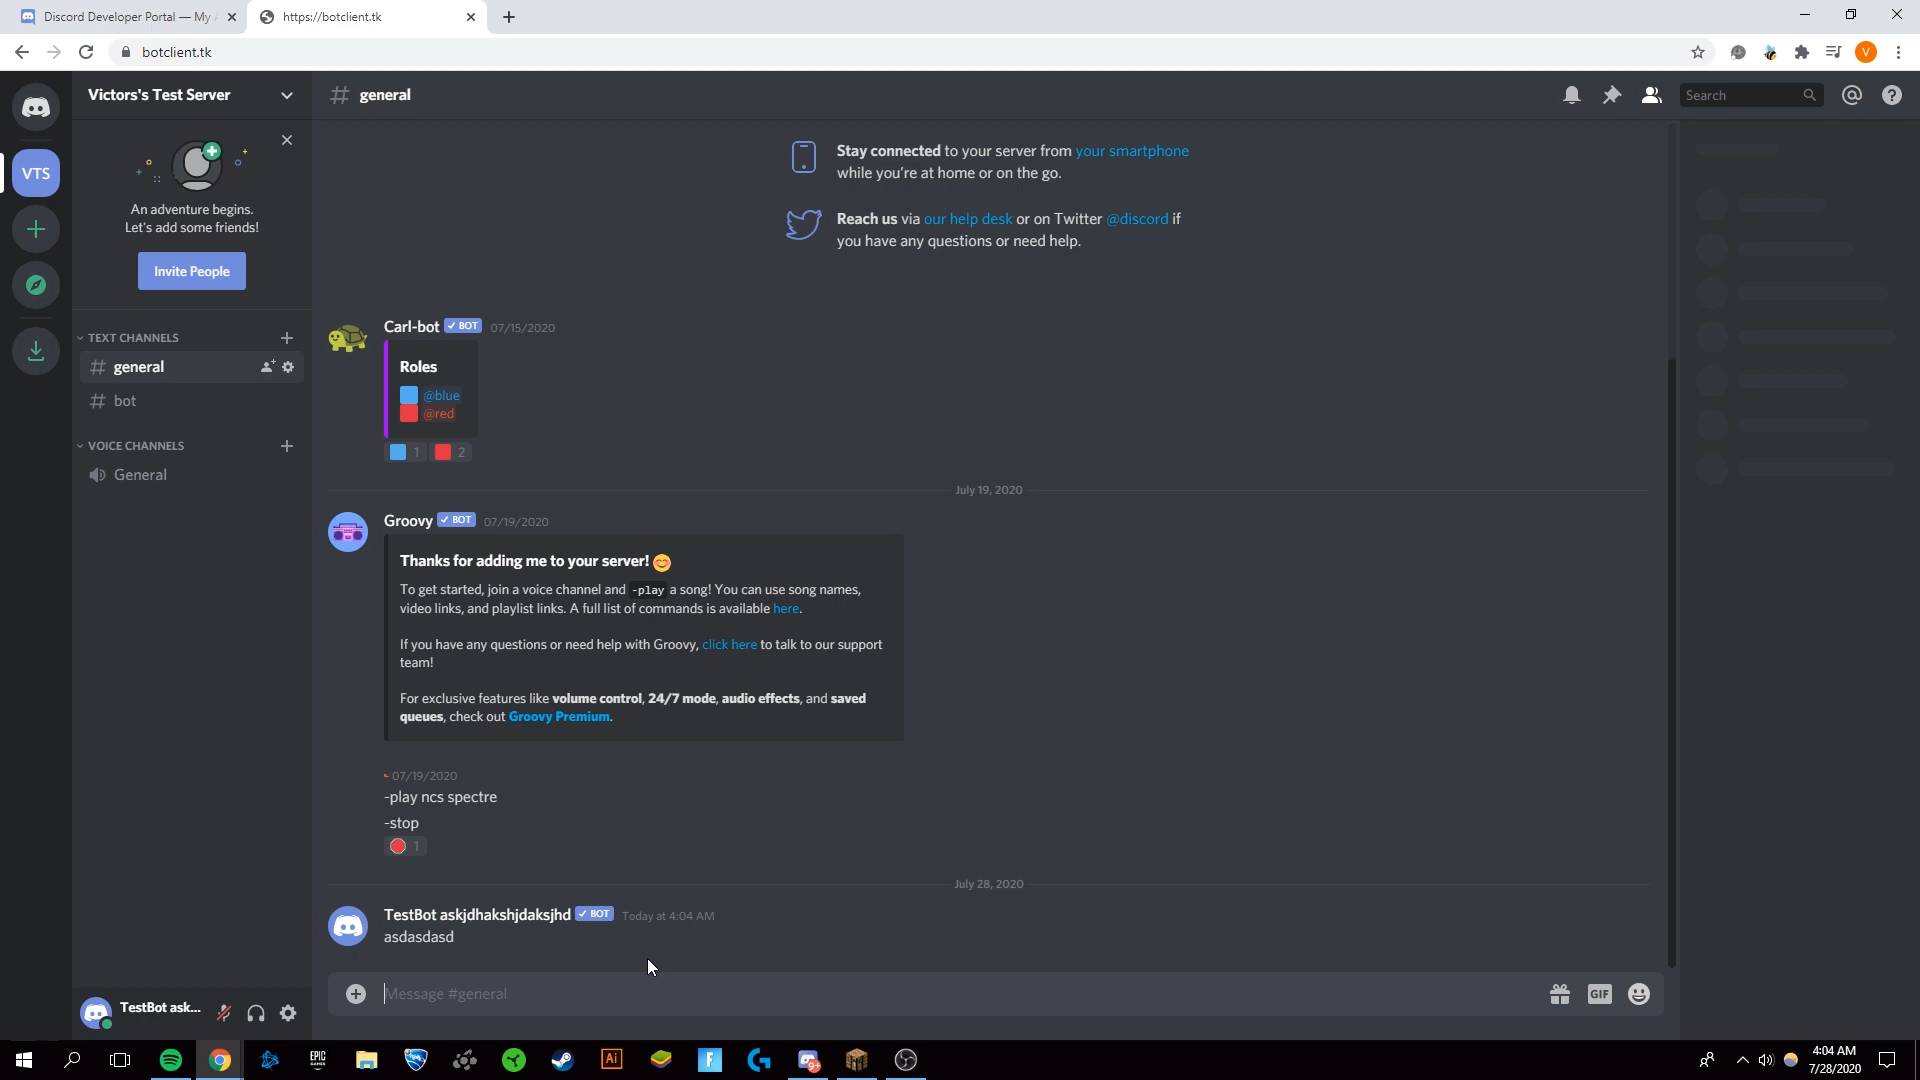 Discord Developer Portal — My
https://botclient.tk
botclient.tk
V
Victors's Test Server
general
Search
VTS
An adventure begins.
Let's add some friends!
Invite People
TEXT CHANNELS
general
bot
VOICE CHANNELS
General
Stay connected to your server from your smartphone
while you're at home or on the go.
Reach us via our help desk or on Twitter @discord if
you have any questions or need help.
Carl-bot BOT 07/15/2020
Roles
@blue
@red
1 2
July 19, 2020
Groovy BOT 07/19/2020
Thanks for adding me to your server!
To get started, join a voice channel and -play a song! You can use song names,
video links, and playlist links. A full list of commands is available here.
If you have any questions or need help with Groovy, click here to talk to our support
team!
For exclusive features like volume control, 24/7 mode, audio effects, and saved
queues, check out Groovy Premium.
07/19/2020
-play ncs spectre
-stop
1
July 28, 2020
TestBot askjdhakshjdaksjhd BOT Today at 4:04 AM
asdasdasd
Message #general
GIF
TestBot ask...
EPIC
GAMES
Ai
F
9+
4:04 AM
7/28/2020